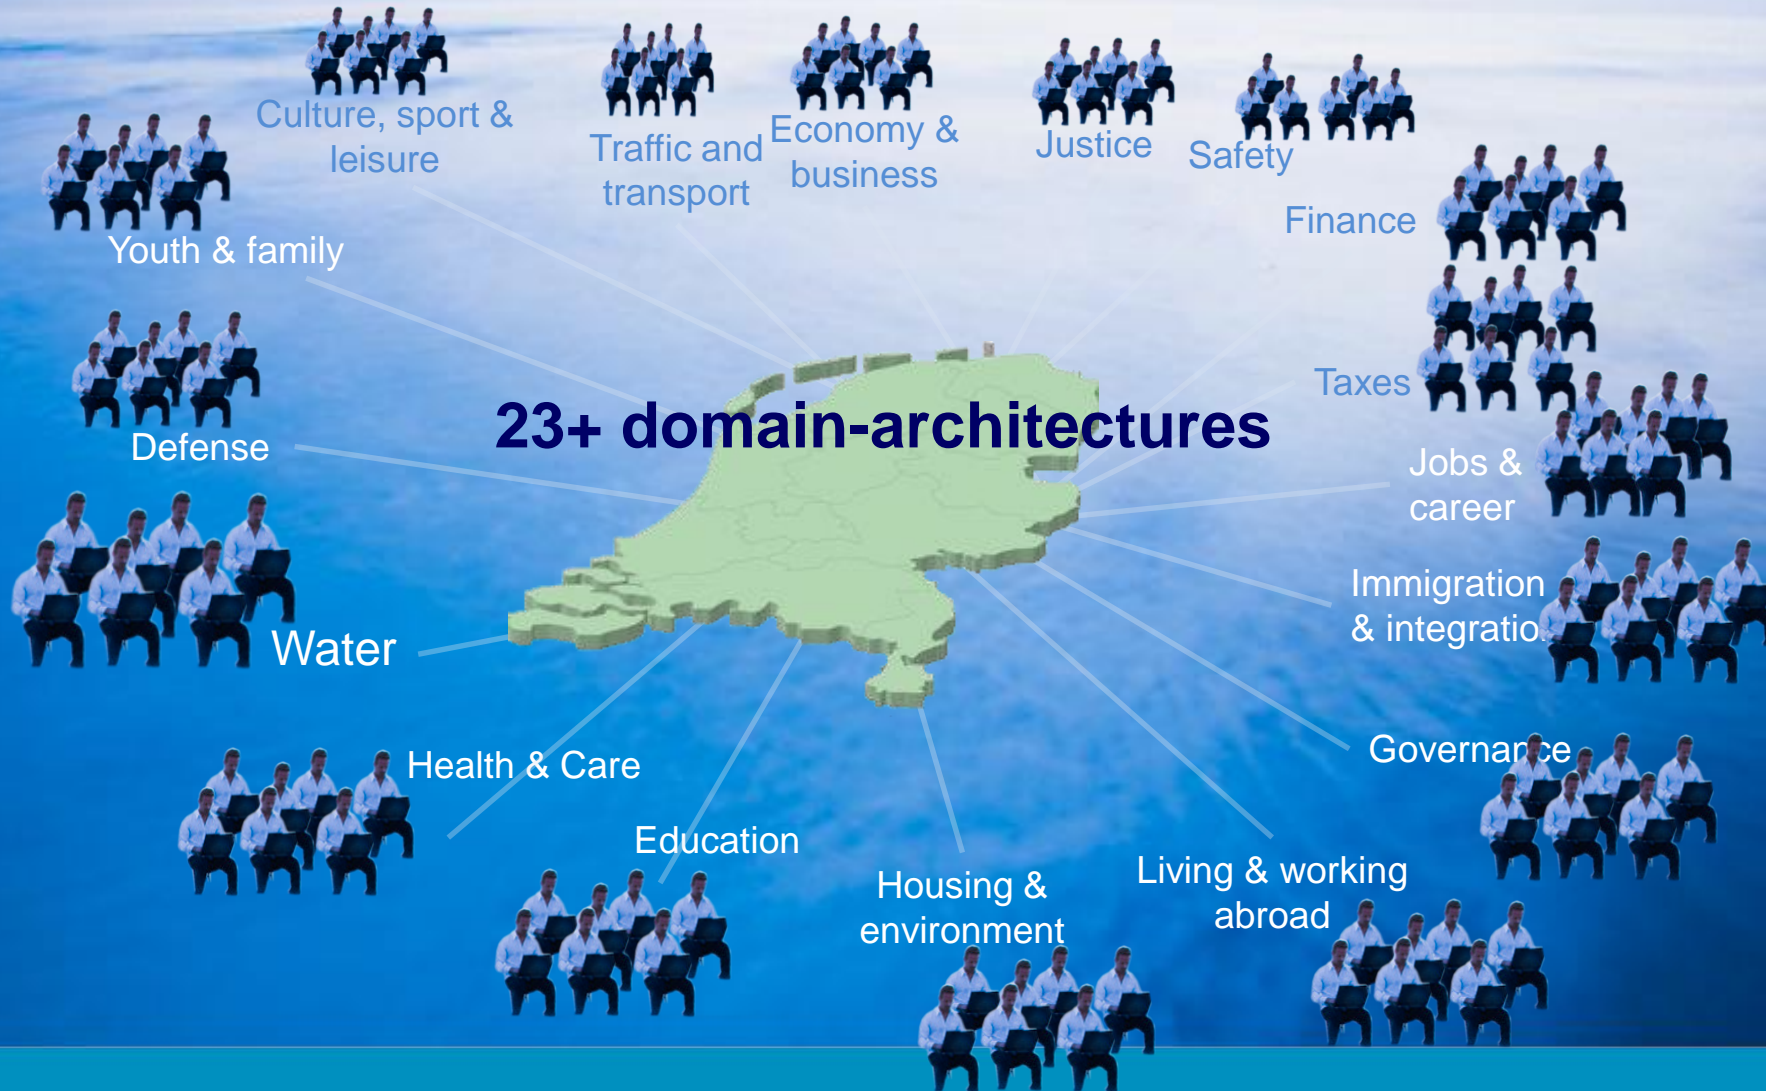 Culture, sport &
leisure
Traffic and
transport
Economy &
business
Justice
Safety
Finance
Youth & family
Taxes
23+ domain-architectures
Defense
Jobs &
career
Immigration
& integratio
Water
Governance
Health & Care
Education
Housing &
environment
Living & working
abroad